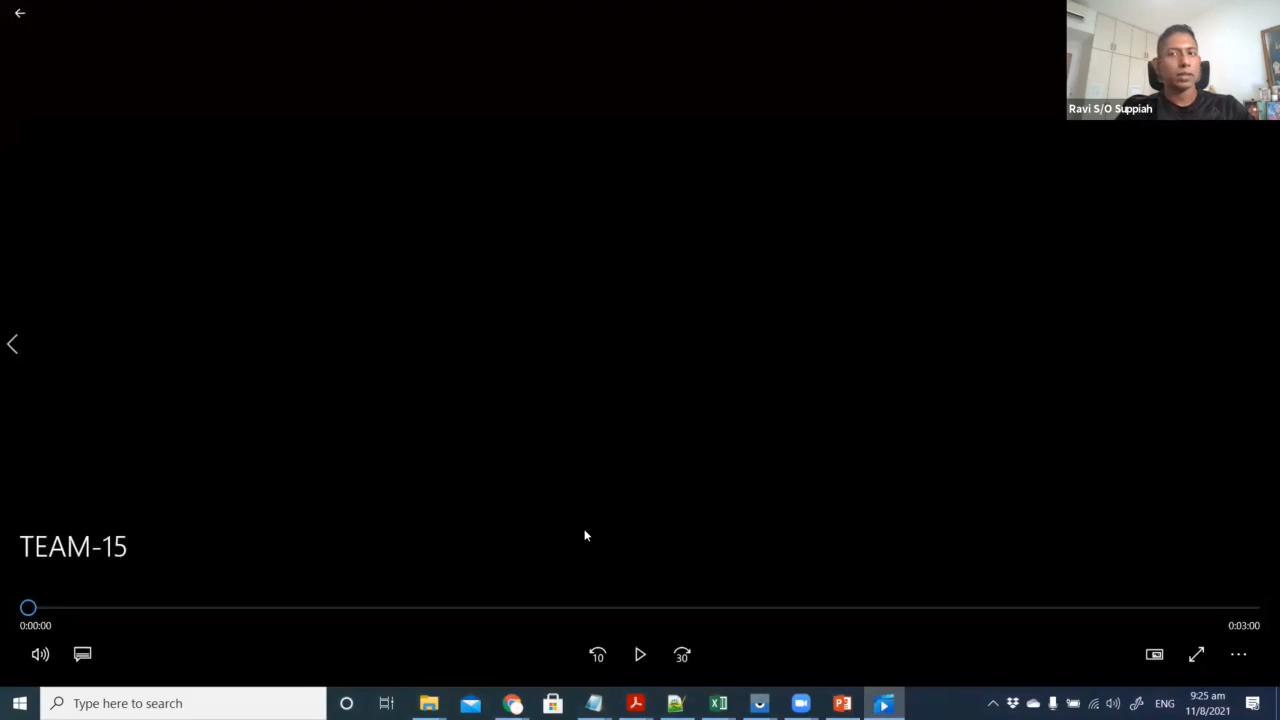 Ravi S/O Suppiah
TEAM-15
0:00:00
0:03:00
10
30
Type here to search
ENG
9:25 am
11/8/2021